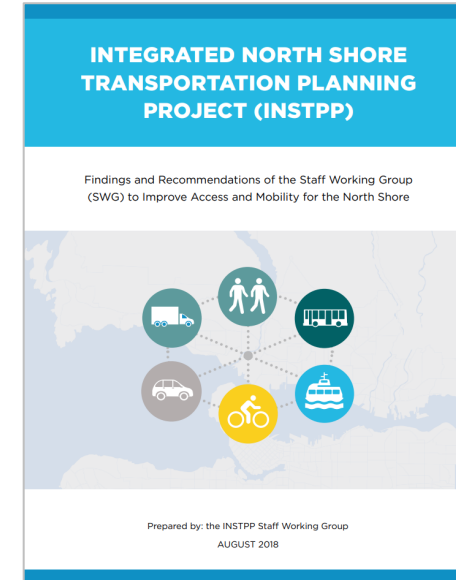 INTEGRATED NORTH SHORE
TRANSPORTATION PLANNING
PROJECT (INSTPP)
Findings and Recommendations of the Staff Working Group
(SWG) to Improve Access and Mobility for the North Shore
Prepared by: the INSTPP Staff Working Group
AUGUST 2018